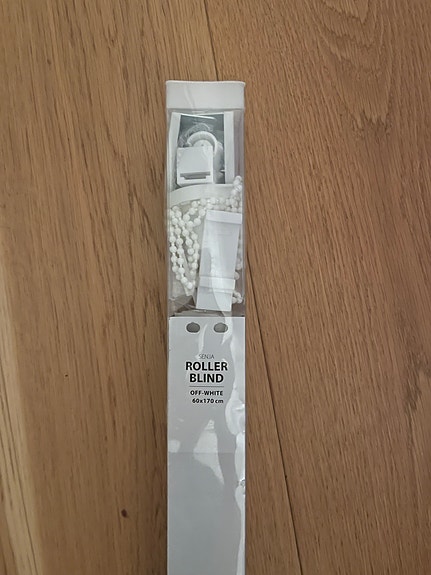 SENJA
ROLLER
BLIND
OFF-WHITE
60x170 cm